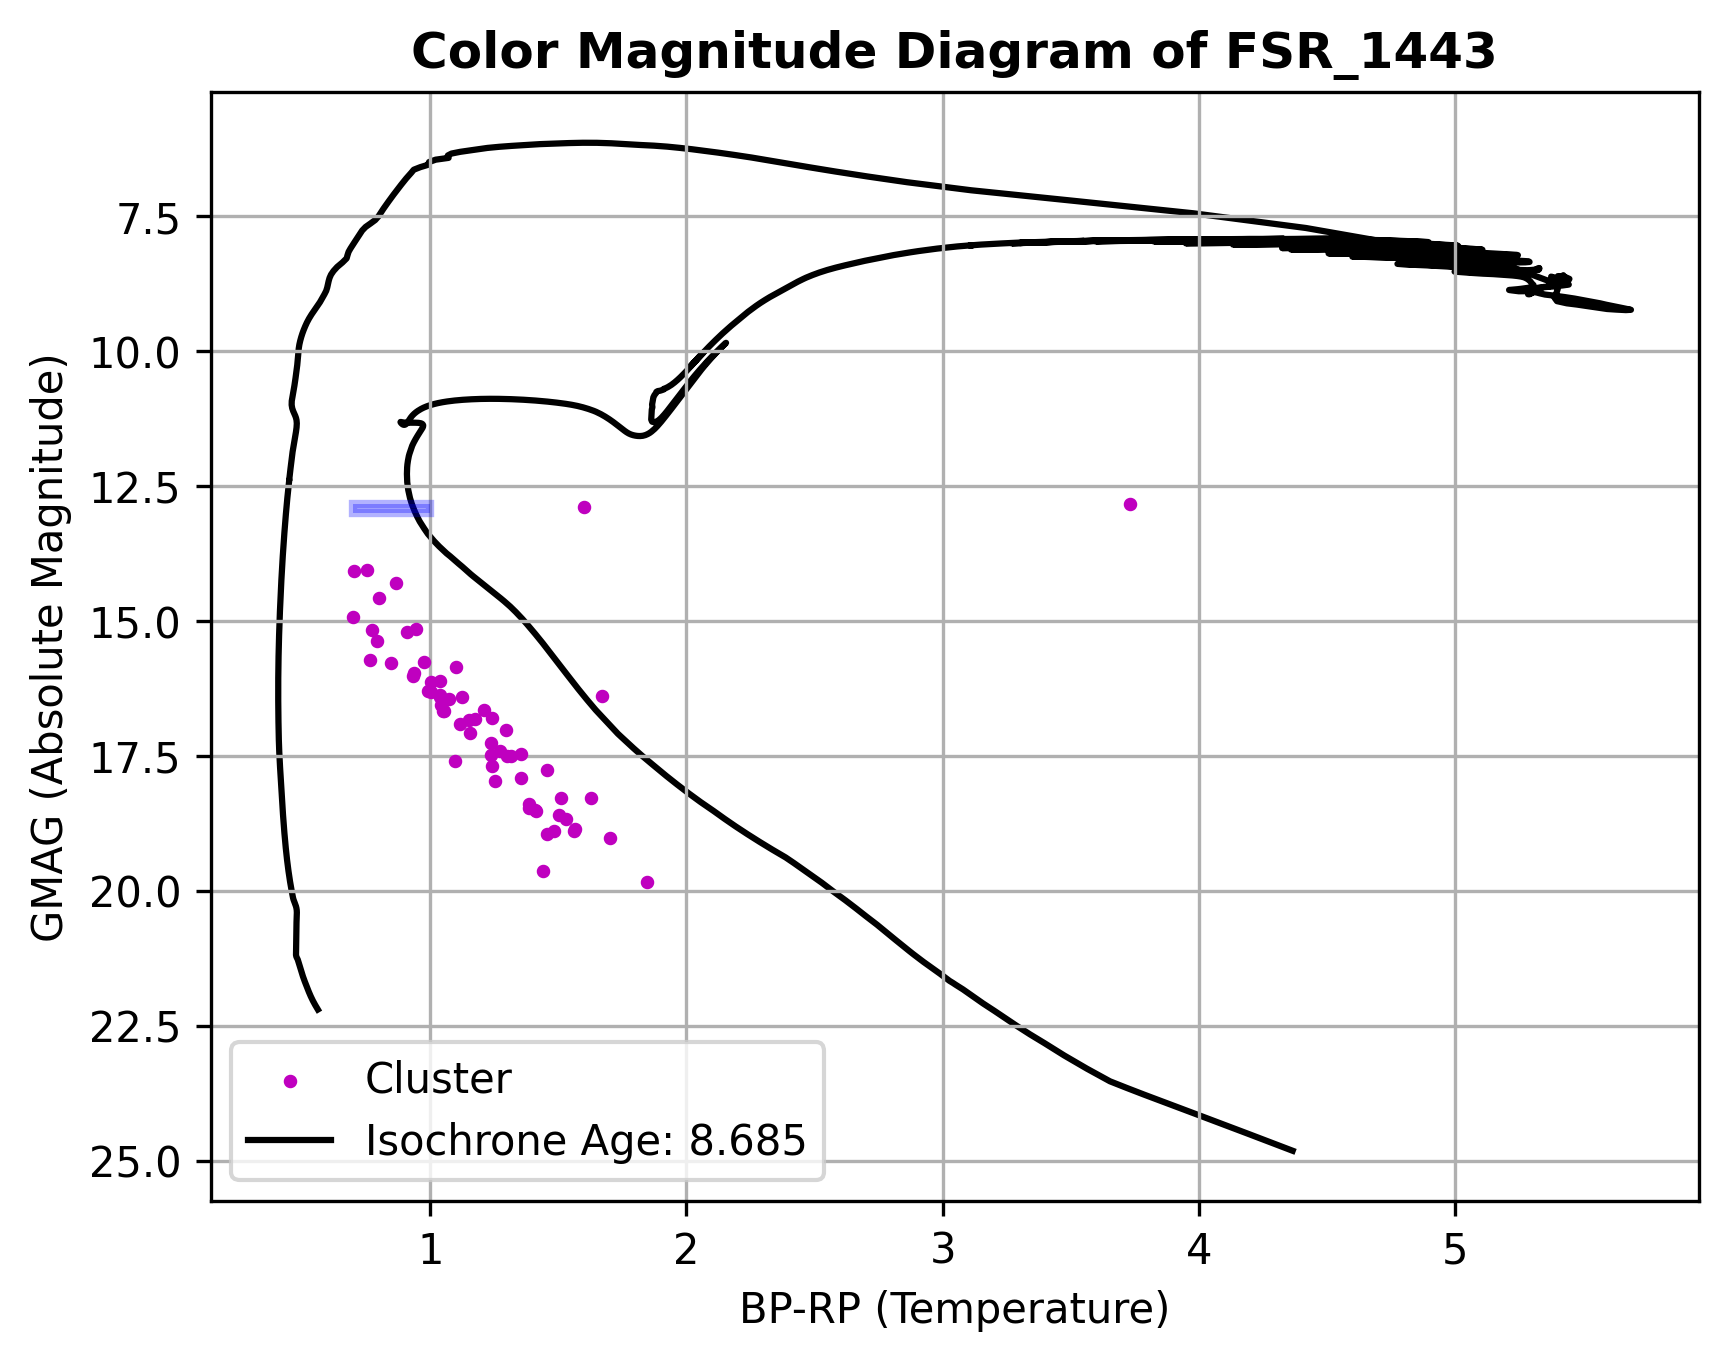 Color Magnitude Diagram of FSR_1443
GMAG (Absolute Magnitude)
7.5
10.0
12.5
15.0
17.5
20.0
22.5
25.0
Cluster
Isochrone Age: 8.685
1
2
3
4
5
BP-RP (Temperature)